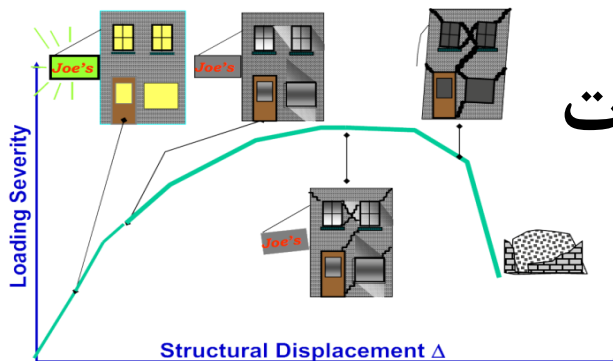 Joe's
Joe's
ت
Joe's
Loading Severity
Structural Displacement Δ